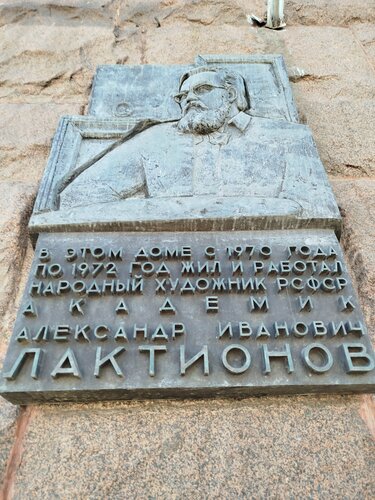 В ЭТОМ ДОМЕ С 1970 ГОДА
ПО 1972 ГОД ЖИЛ И РАБОТАЛ
НАРОДНЫЙ ХУДОЖНИК РСФСР
АКАДЕМИК
АЛЕКСАНДР ИВАНОВИЧ
ЛАКТИОНОВ